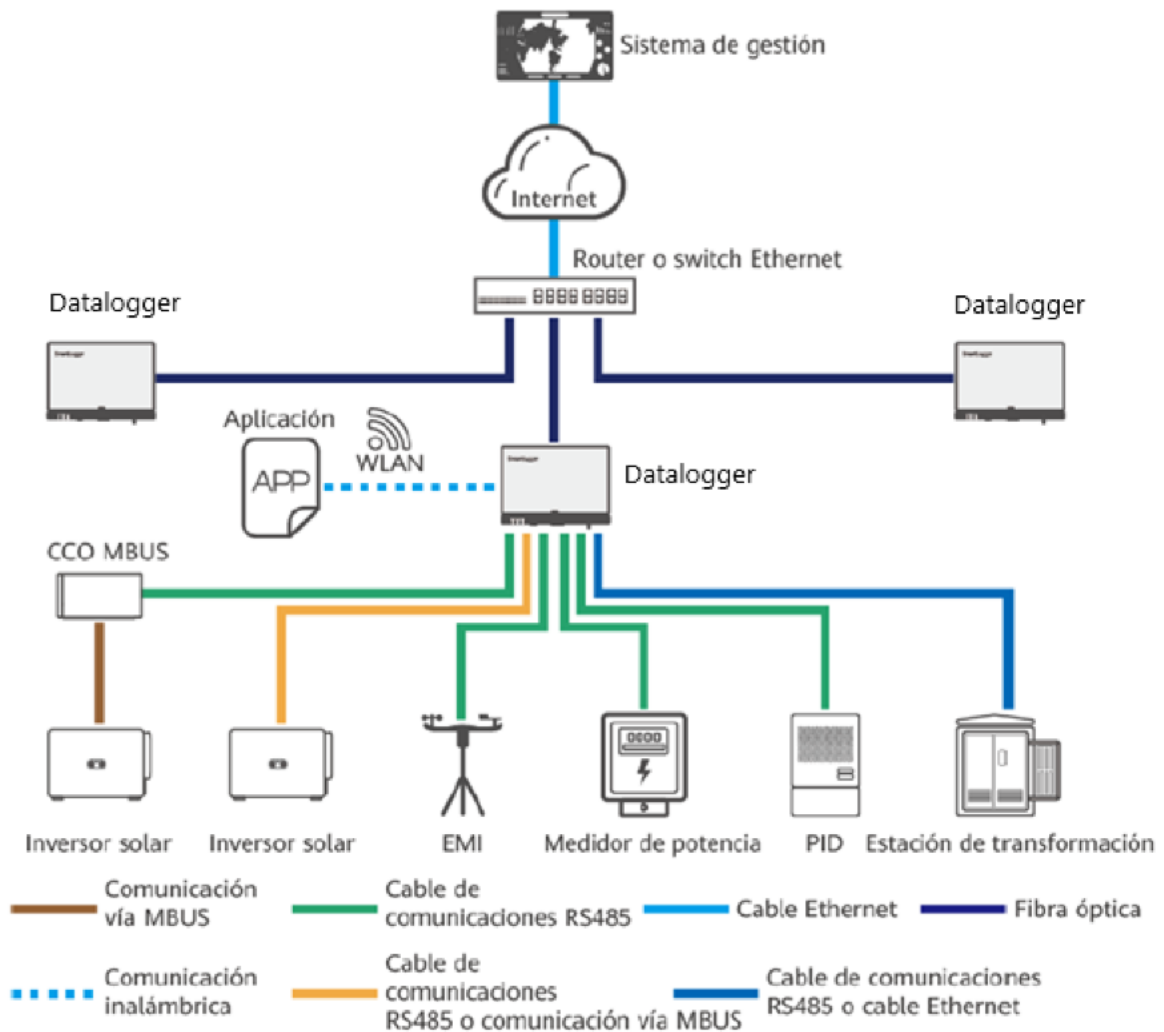 Sistema de gestión
Internet
Router o switch Ethernet
Datalogger
Datalogger
Aplicación
WLAN
APP
Datalogger
CCO MBUS
Inversor solar
Inversor solar
EMI
Medidor de potencia
PID
Estación de transformación
Comunicación
vía MBUS
Cable de
comunicaciones RS485
Cable Ethernet
Fibra óptica
Comunicación
inalámbrica
Cable de
comunicaciones
RS485 o comunicación vía MBUS
Cable de comunicaciones
RS485 o cable Ethernet